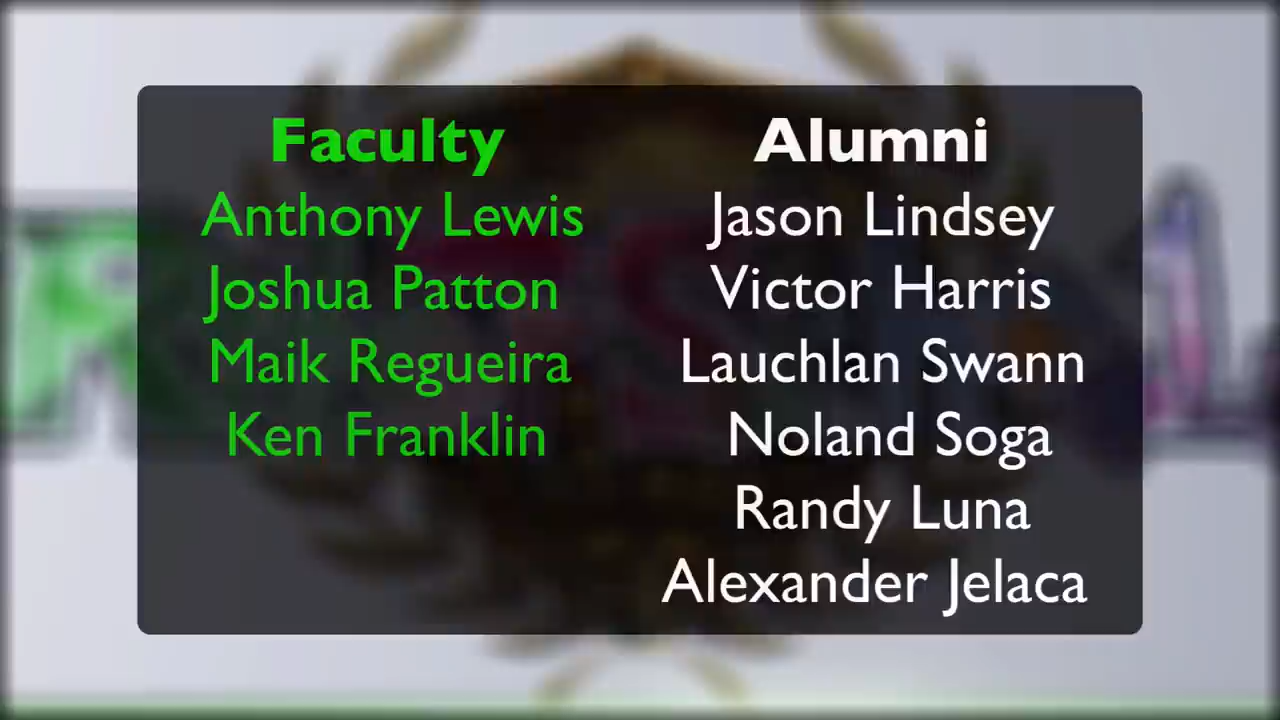 Faculty
Anthony Lewis
Joshua Patton
Maik Regueira
Ken Franklin
Alumni
Jason Lindsey
Victor Harris
Lauchlan Swann
Noland Soga
Randy Luna
Alexander Jelaca